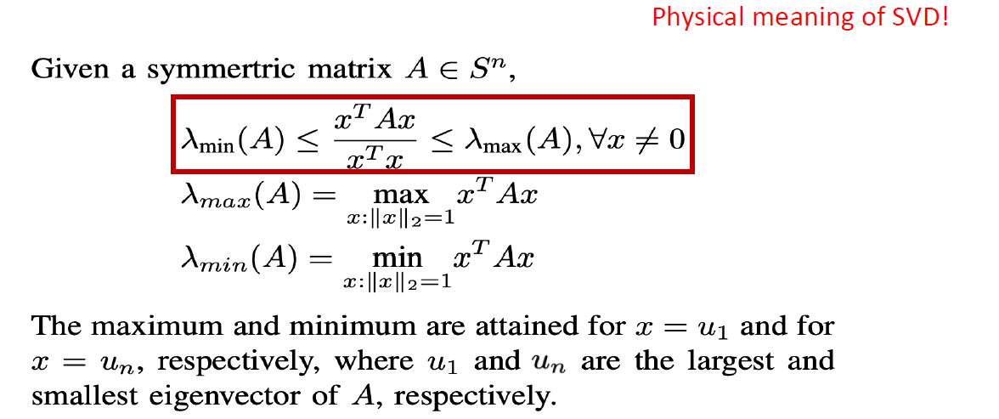 Physical meaning of SVD!
Given a symmertric matrix $A \in S^n$,
$\lambda_{\min}(A) \leq \frac{x^T A x}{x^T x} \leq \lambda_{\max}(A), \forall x \neq 0$
$\lambda_{max}(A) = \max_{x:\|x\|_2=1} x^T A x$
$\lambda_{min}(A) = \min_{x:\|x\|_2=1} x^T A x$
The maximum and minimum are attained for $x = u_1$ and for
$x = u_n$, respectively, where $u_1$ and $u_n$ are the largest and
smallest eigenvector of $A$, respectively.